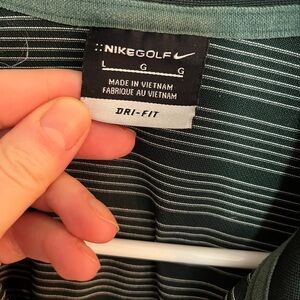 ::NIKEGOLF
L G G
MADE IN VIETNAM
FABRIQUE AU VIETNAM
DRI-FIT